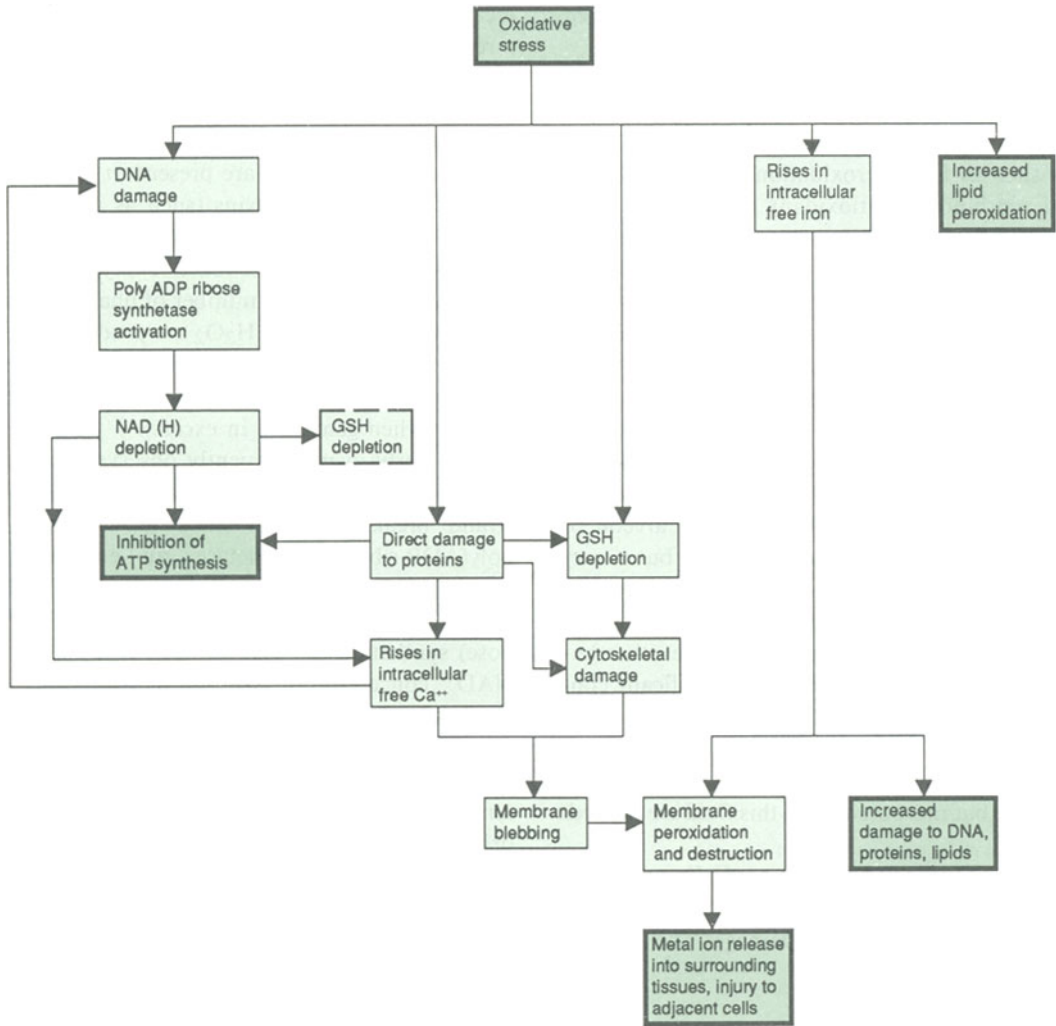 Oxidative
stress
DNA
damage
Rises in
intracellular
free iron
Increased
lipid
peroxidation
Poly ADP ribose
synthetase
activation
NAD (H)
depletion
GSH
depletion
Inhibition of
ATP synthesis
Direct damage
to proteins
GSH
depletion
Rises in
intracellular
free Ca⁺⁺
Cytoskeletal
damage
Membrane
blebbing
Membrane
peroxidation
and destruction
Increased
damage to DNA,
proteins, lipids
Metal ion release
into surrounding
tissues, injury to
adjacent cells